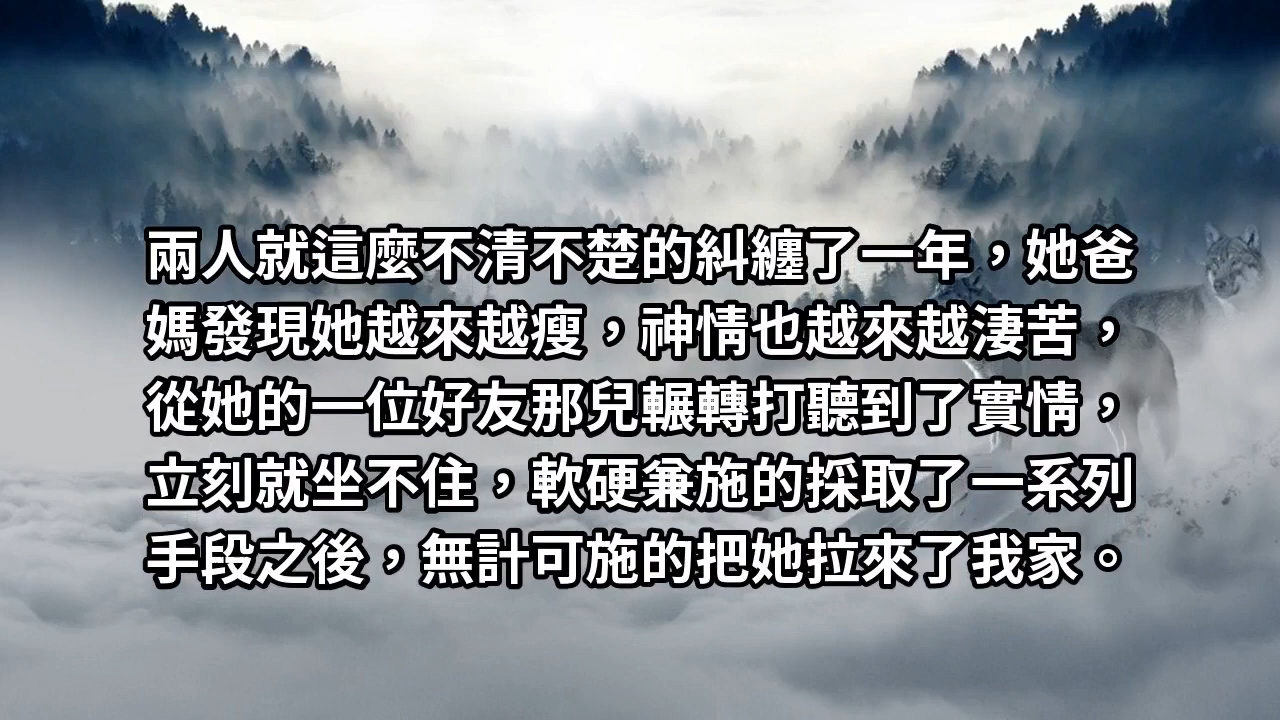 兩人就這麼不清不楚的糾纏了一年，她爸
媽發現她越來越瘦，神情也越來越淒苦，
從她的一位好友那兒輾轉打聽到了實情，
立刻就坐不住，軟硬兼施的採取了一系列
手段之後，無計可施的把她拉來了我家。